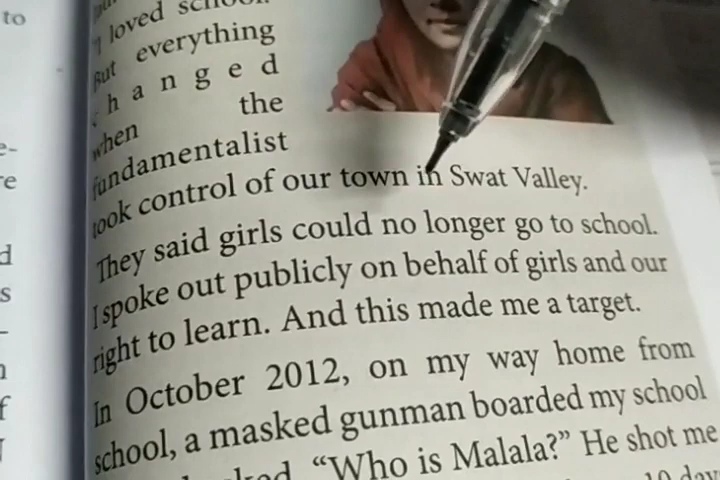 to
"I loved school.
But everything
changed
when the
fundamentalist
took control of our town in Swat Valley.
They said girls could no longer go to school.
I spoke out publicly on behalf of girls and our
right to learn. And this made me a target.
In October 2012, on my way home from
school, a masked gunman boarded my school
"Who is Malala?" He shot me
10 day